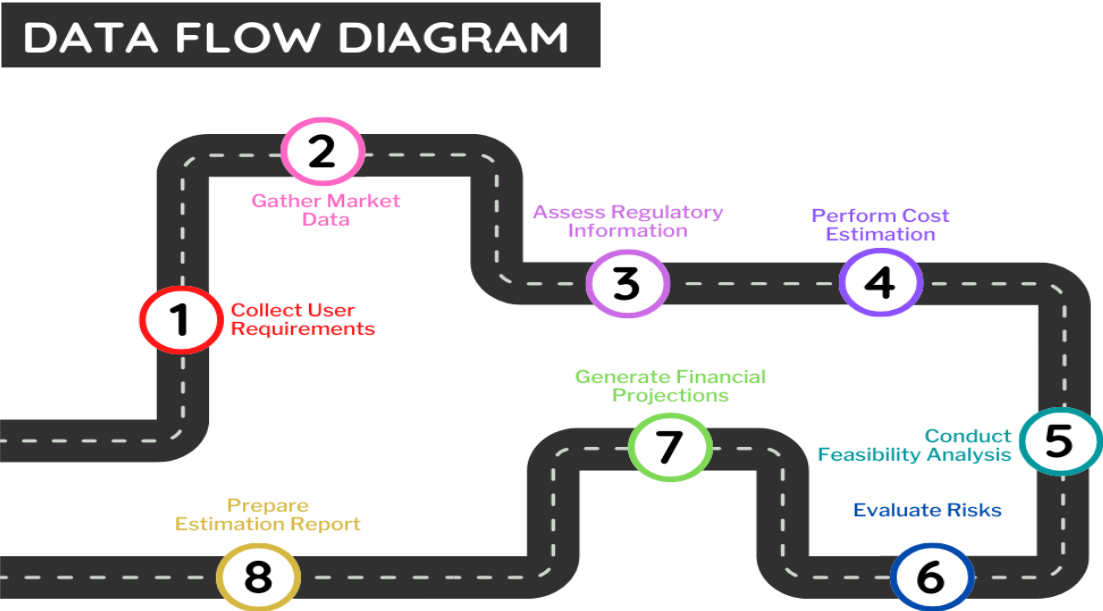 DATA FLOW DIAGRAM
2
Gather Market
Data
1
Collect User
Requirements
Assess Regulatory
Information
3
Perform Cost
Estimation
4
Conduct
Feasibility Analysis
5
Evaluate Risks
6
Generate Financial
Projections
7
Prepare
Estimation Report
8